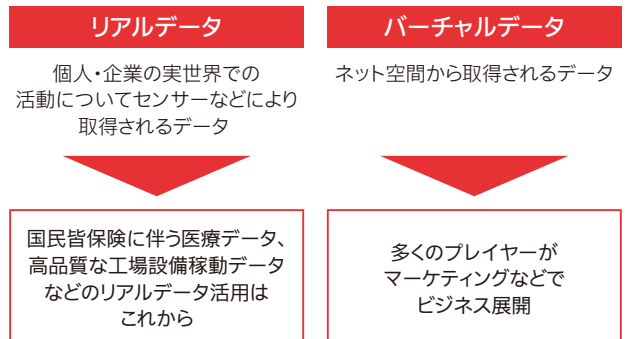 リアルデータ
個人・企業の実世界での
活動についてセンサーなどにより
取得されるデータ
国民皆保険に伴う医療データ、
高品質な工場設備稼動データ
などのリアルデータ活用は
これから
バーチャルデータ
ネット空間から取得されるデータ
多くのプレイヤーが
マーケティングなどで
ビジネス展開